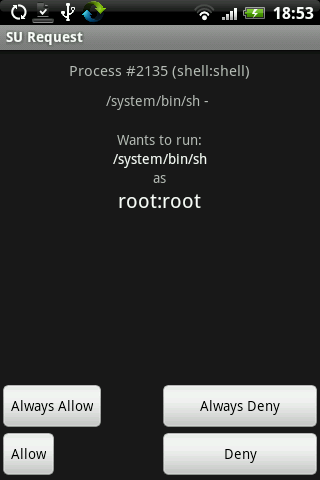 18:53
SU Request
Process #2135 (shell:shell)
/system/bin/sh -
Wants to run:
/system/bin/sh
as
root:root
Always Allow
Always Deny
Allow
Deny